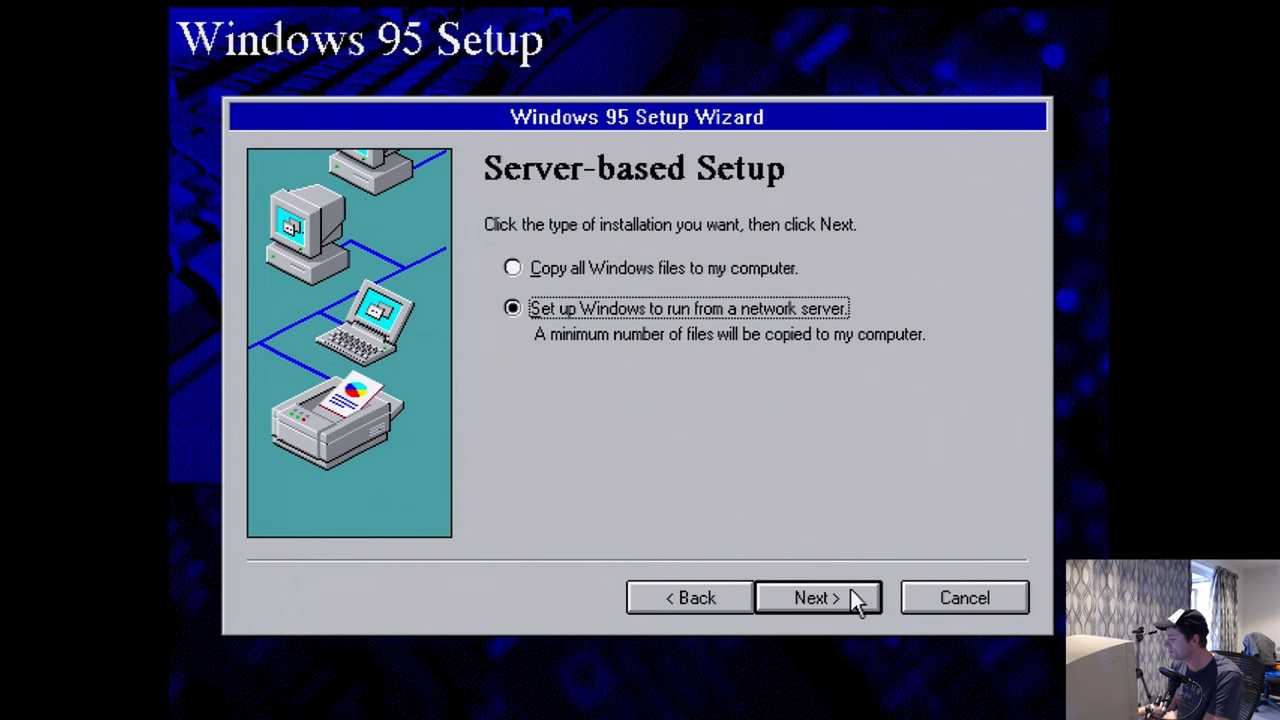 Windows 95 Setup
Windows 95 Setup Wizard
Server-based Setup
Click the type of installation you want, then click Next.
Copy all Windows files to my computer.
Set up Windows to run from a network server.
A minimum number of files will be copied to my computer.
< Back
Next >
Cancel